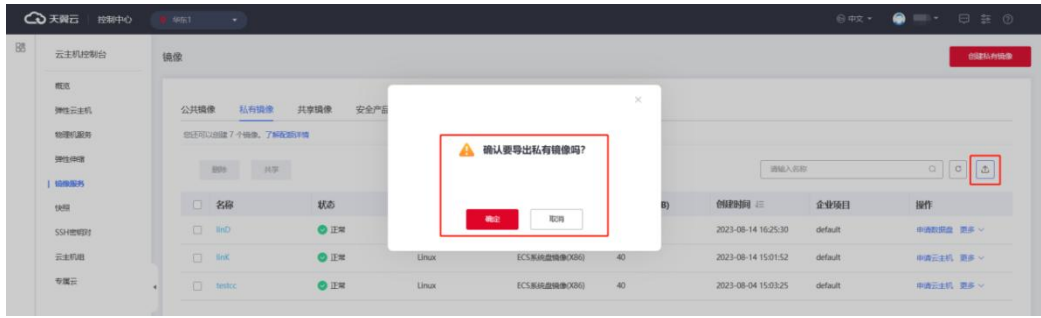 天翼云 控制中心 华东1 中文
云主机控制台
概览
弹性云主机
物理机服务
弹性伸缩
镜像服务
快照
SSH密钥对
云主机组
专属云
镜像 创建私有镜像
公共镜像 私有镜像 共享镜像 安全产品
您还可以创建 7 个镜像。了解配额详情
删除 共享 请输入名称
名称 状态 B) 创建时间 企业项目 操作
linD 正常 2023-08-14 16:25:30 default 申请数据盘 更多
linK 正常 Linux ECS系统盘镜像(X86) 40 2023-08-14 15:01:52 default 申请云主机 更多
testcc 正常 Linux ECS系统盘镜像(X86) 40 2023-08-04 15:03:25 default 申请云主机 更多
确认要导出私有镜像吗?
确定 取消